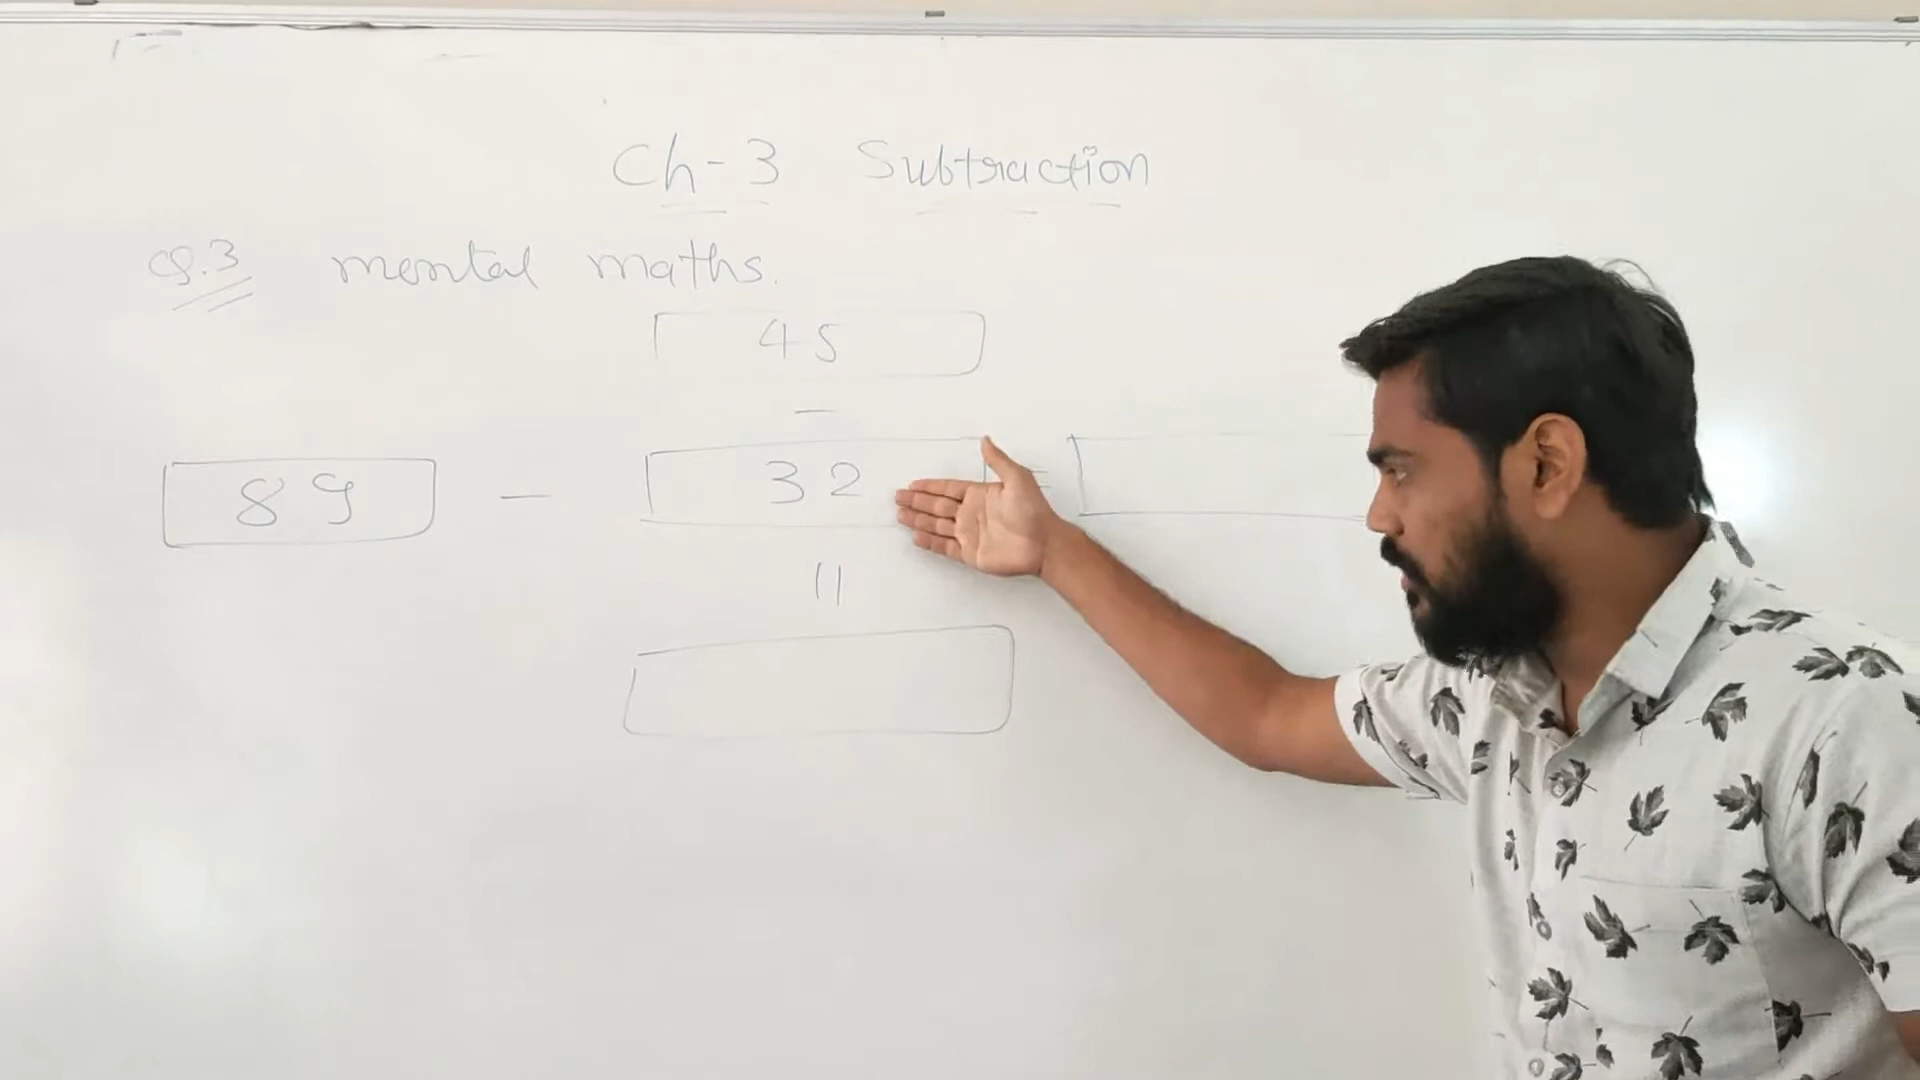 Ch-3 Subtraction
Q.3 mental maths.
45
-
89 - 32 =
=